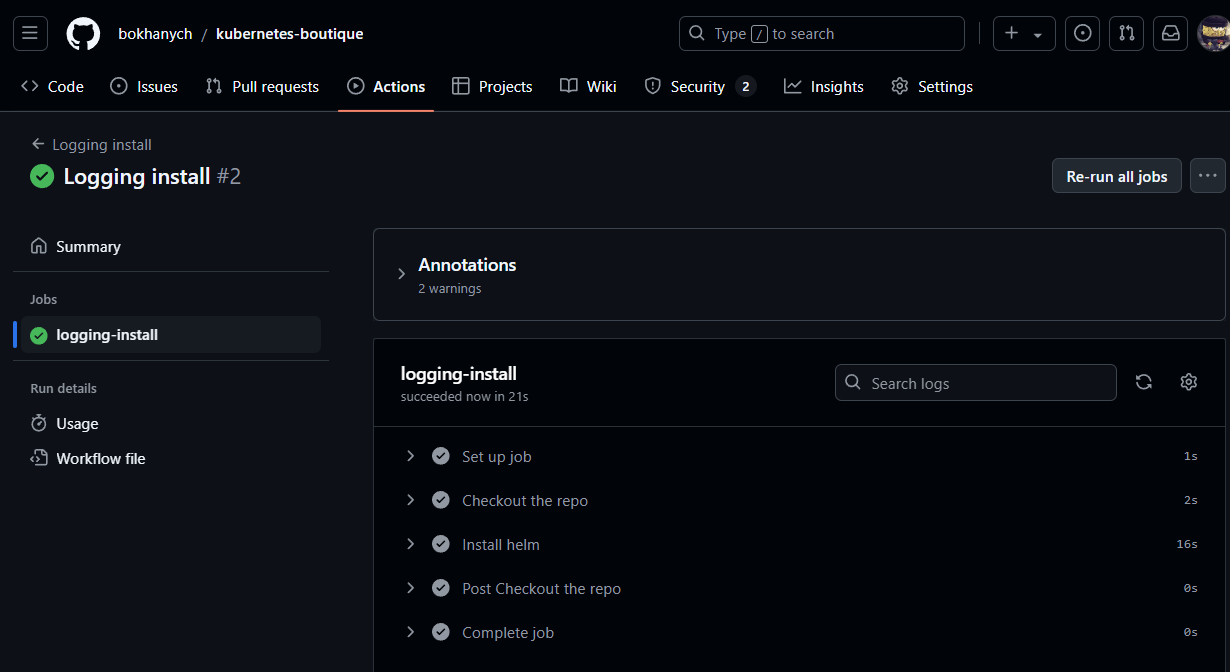 bokhanych / kubernetes-boutique
Type / to search
Code Issues Pull requests Actions Projects Wiki Security 2 Insights Settings
Logging install
Logging install #2
Re-run all jobs
Summary
Jobs
logging-install
Run details
Usage
Workflow file
Annotations
2 warnings
logging-install
succeeded now in 21s
Search logs
Set up job 1s
Checkout the repo 2s
Install helm 16s
Post Checkout the repo 0s
Complete job 0s